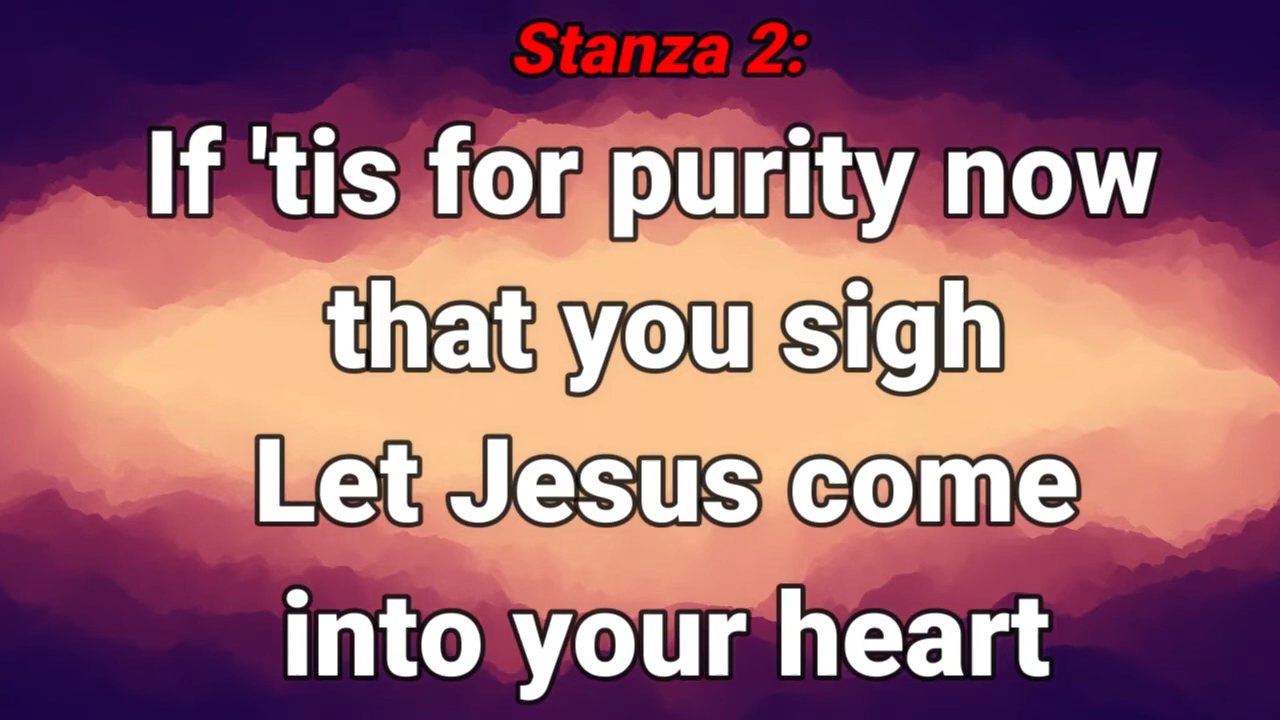 Stanza 2:
If 'tis for purity now
that you sigh
Let Jesus come
into your heart